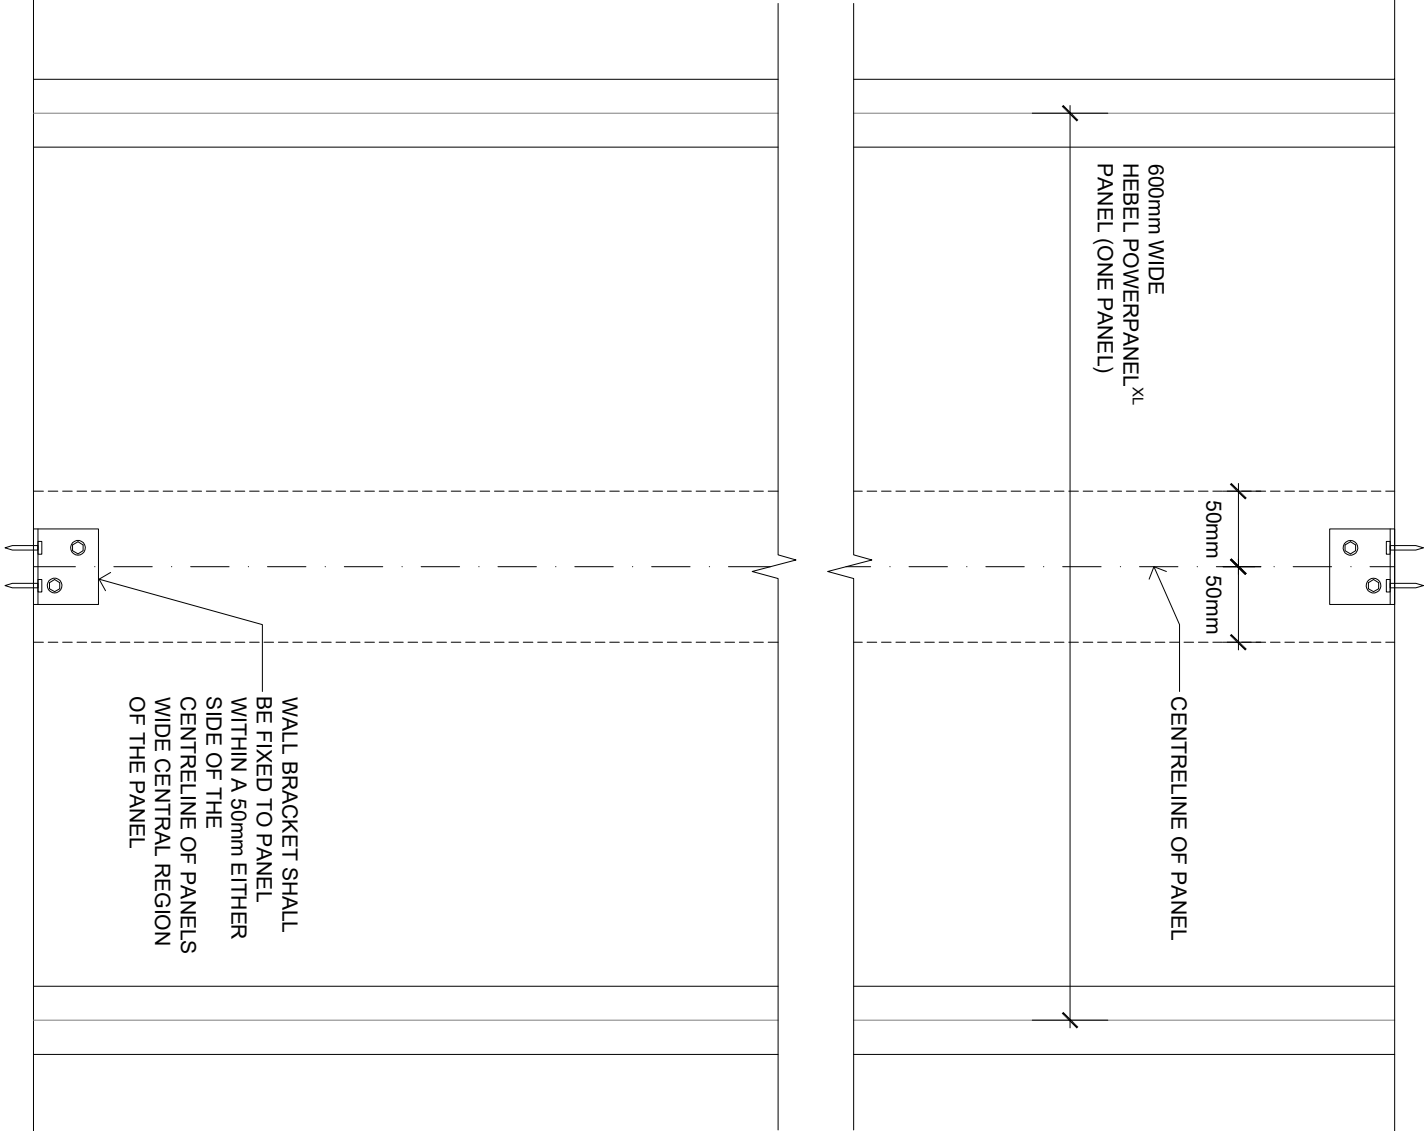 600mm WIDE
HEBEL POWERPANEL^XL
PANEL (ONE PANEL)
50mm
50mm
CENTRELINE OF PANEL
WALL BRACKET SHALL
BE FIXED TO PANEL
WITHIN A 50mm EITHER
SIDE OF THE
CENTRELINE OF PANELS
WIDE CENTRAL REGION
OF THE PANEL